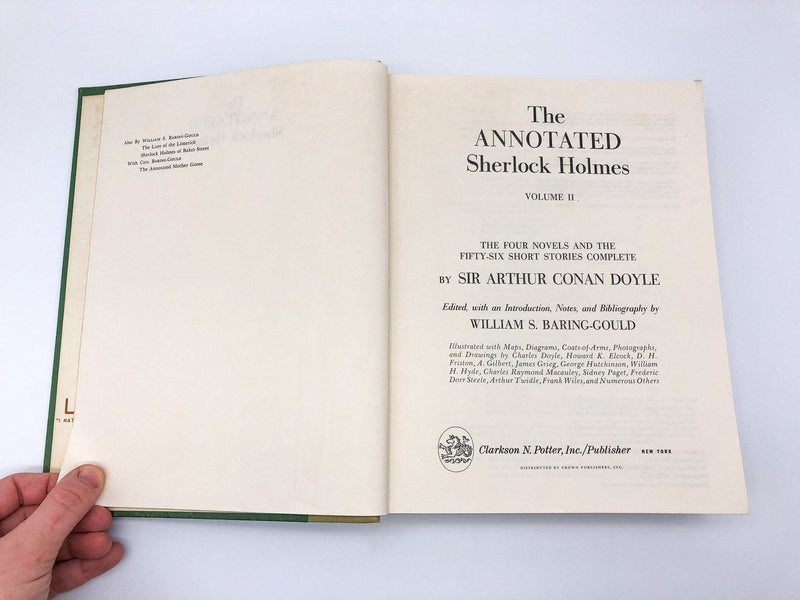 Also By WILLIAM S. BARING-GOULD
The Lure of the Limerick
Sherlock Holmes of Baker Street
With CEIL BARING-GOULD
The Annotated Mother Goose
The
ANNOTATED
Sherlock Holmes
VOLUME II
THE FOUR NOVELS AND THE
FIFTY-SIX SHORT STORIES COMPLETE
BY SIR ARTHUR CONAN DOYLE
Edited, with an Introduction, Notes, and Bibliography by
WILLIAM S. BARING-GOULD
Illustrated with Maps, Diagrams, Coats-of-Arms, Photographs,
and Drawings by Charles Doyle, Howard K. Elcock, D. H.
Friston, A. Gilbert, James Greig, George Hutchinson, William
H. Hyde, Charles Raymond Macauley, Sidney Paget, Frederic
Dorr Steele, Arthur Twidle, Frank Wiles, and Numerous Others
Clarkson N. Potter, Inc./Publisher NEW YORK
DISTRIBUTED BY CROWN PUBLISHERS, INC.